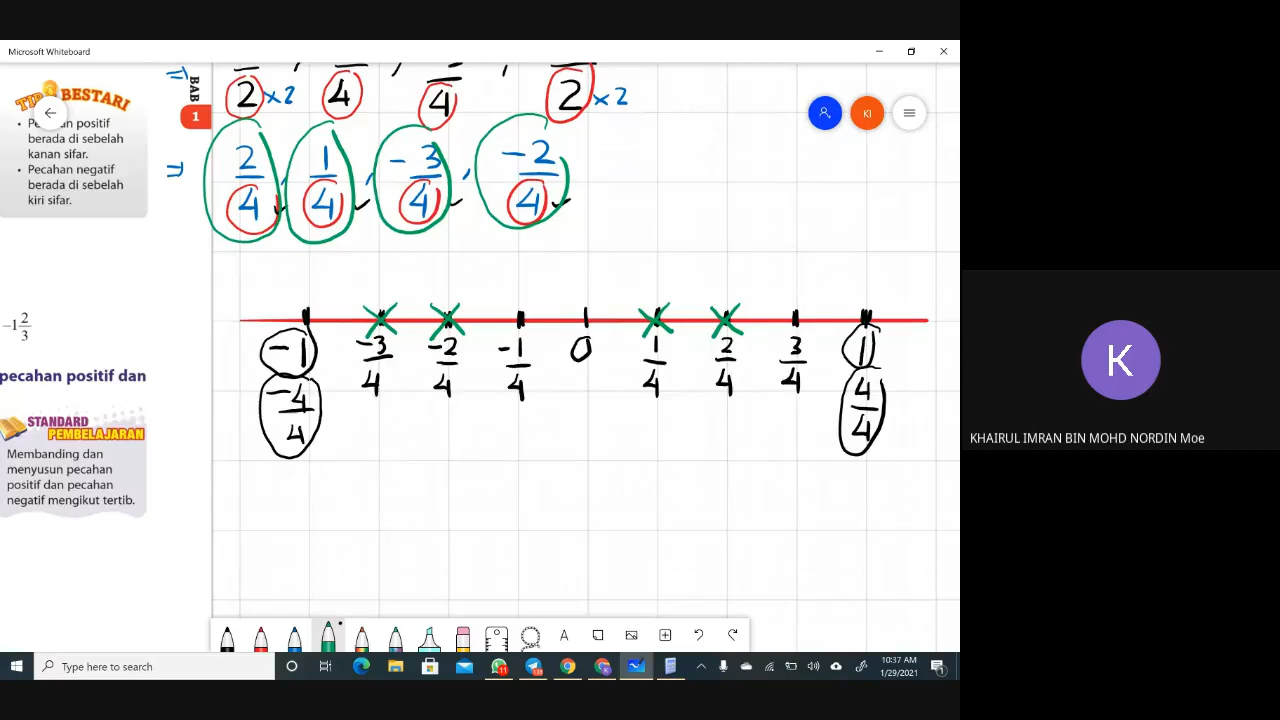 Microsoft Whiteboard
TIP BESTARI
• Pecahan positif
berada di sebelah
kanan sifar.
• Pecahan negatif
berada di sebelah
kiri sifar.
BAB
1
-1 2/3
pecahan positif dan
STANDARD
PEMBELAJARAN
Membanding dan
menyusun pecahan
positif dan pecahan
negatif mengikut tertib.
= 2 ×2 , 4 , 4 , 2 ×2
= 2/4 , 1/4 , -3/4 , -2/4
-1 -3/4 -2/4 -1/4 0 1/4 2/4 3/4 1
-4/4 4/4
KI
K
KHAIRUL IMRAN BIN MOHD NORDIN Moe
A
Type here to search
11
10:37 AM
1/29/2021
1